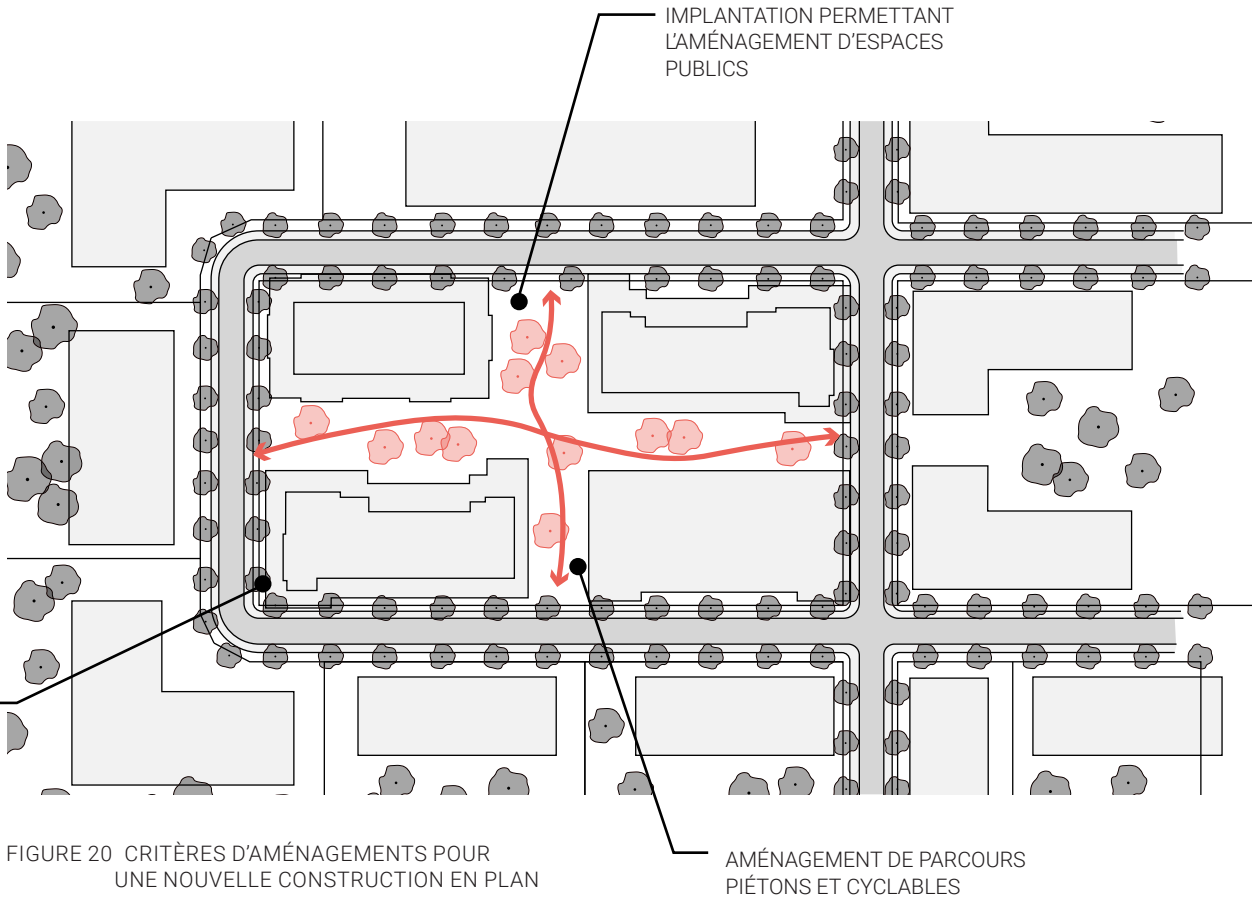 IMPLANTATION PERMETTANT
L'AMÉNAGEMENT D'ESPACES
PUBLICS
FIGURE 20 CRITÈRES D'AMÉNAGEMENTS POUR
UNE NOUVELLE CONSTRUCTION EN PLAN
AMÉNAGEMENT DE PARCOURS
PIÉTONS ET CYCLABLES